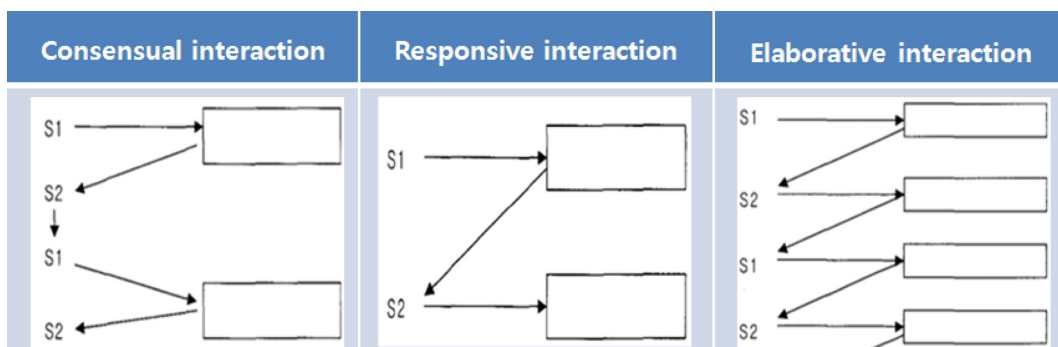 Consensual interaction
Responsive interaction
Elaborative interaction
S1
S2
S1
S2
S1
S2
S1
S2
S1
S2